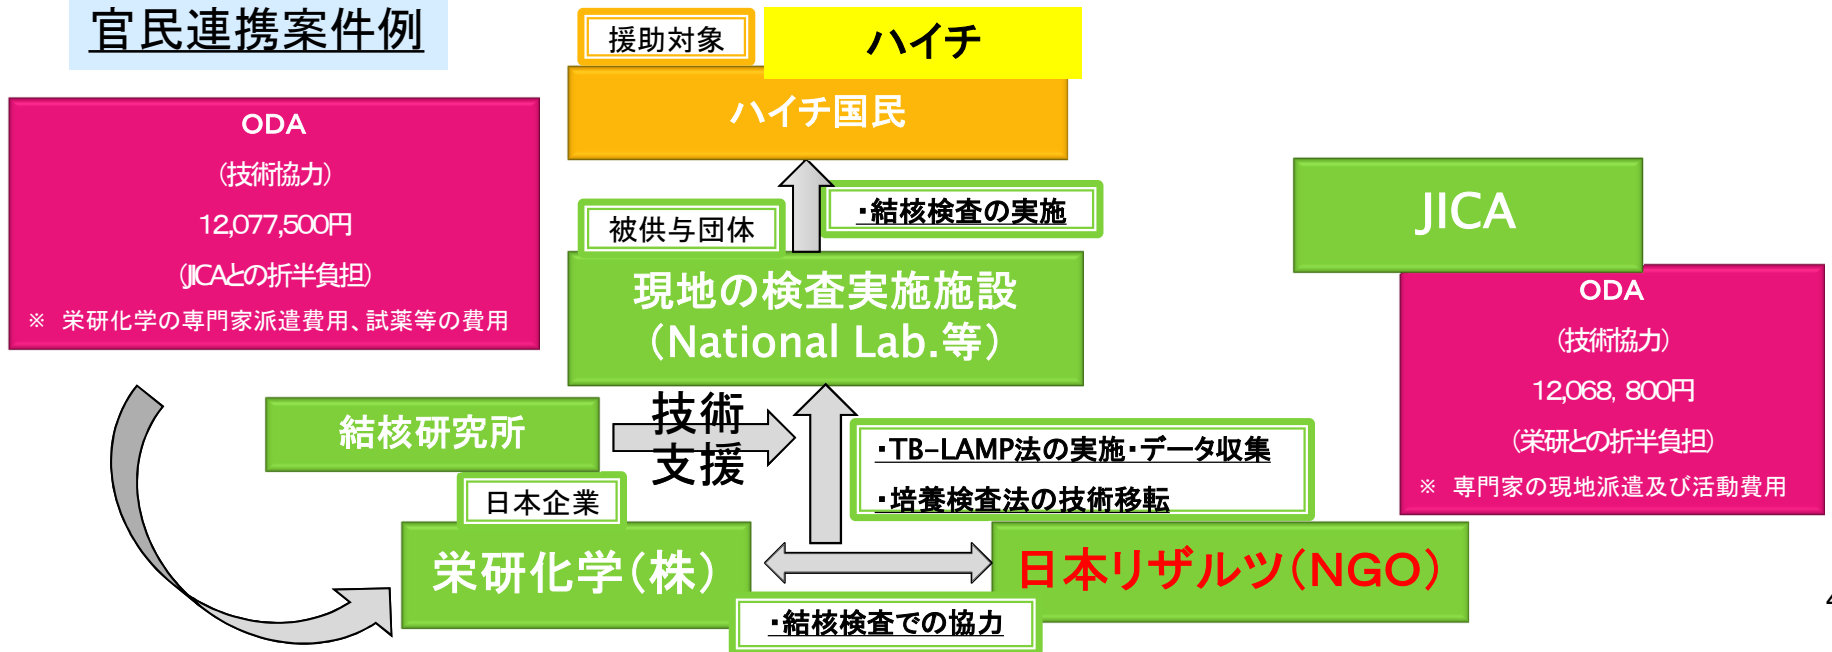 官民連携案件例
援助対象
ハイチ
ハイチ国民
ODA
(技術協力)
12,077,500円
(JICAとの折半負担)
※ 栄研化学の専門家派遣費用、試薬等の費用
・結核検査の実施
被供与団体
現地の検査実施施設
(National Lab.等)
JICA
ODA
(技術協力)
12,068, 800円
(栄研との折半負担)
※ 専門家の現地派遣及び活動費用
結核研究所
技術
支援
・TB-LAMP法の実施・データ収集
・培養検査法の技術移転
日本企業
栄研化学(株)
日本リザルツ(NGO)
・結核検査での協力